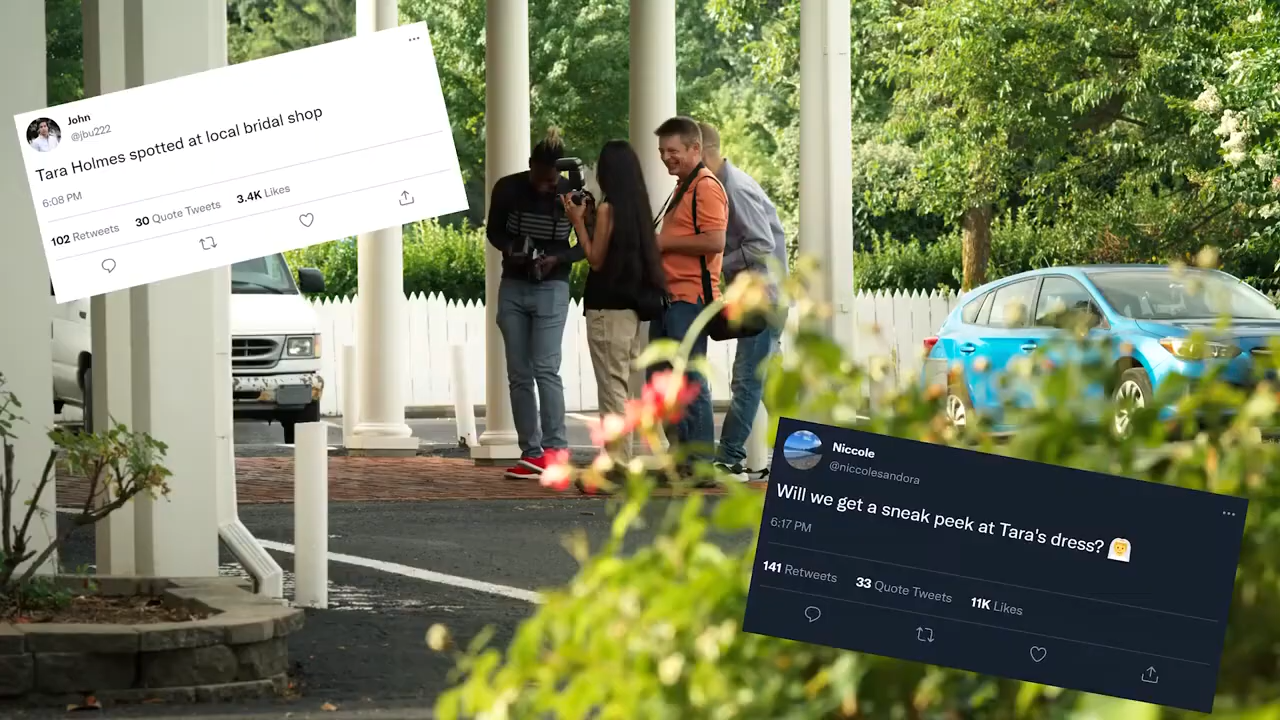 John
@jbu222
Tara Holmes spotted at local bridal shop
6:08 PM
102 Retweets 30 Quote Tweets 3.4K Likes
Niccole
@niccolesandora
Will we get a sneak peek at Tara's dress? 👰
6:17 PM
141 Retweets 33 Quote Tweets 11K Likes